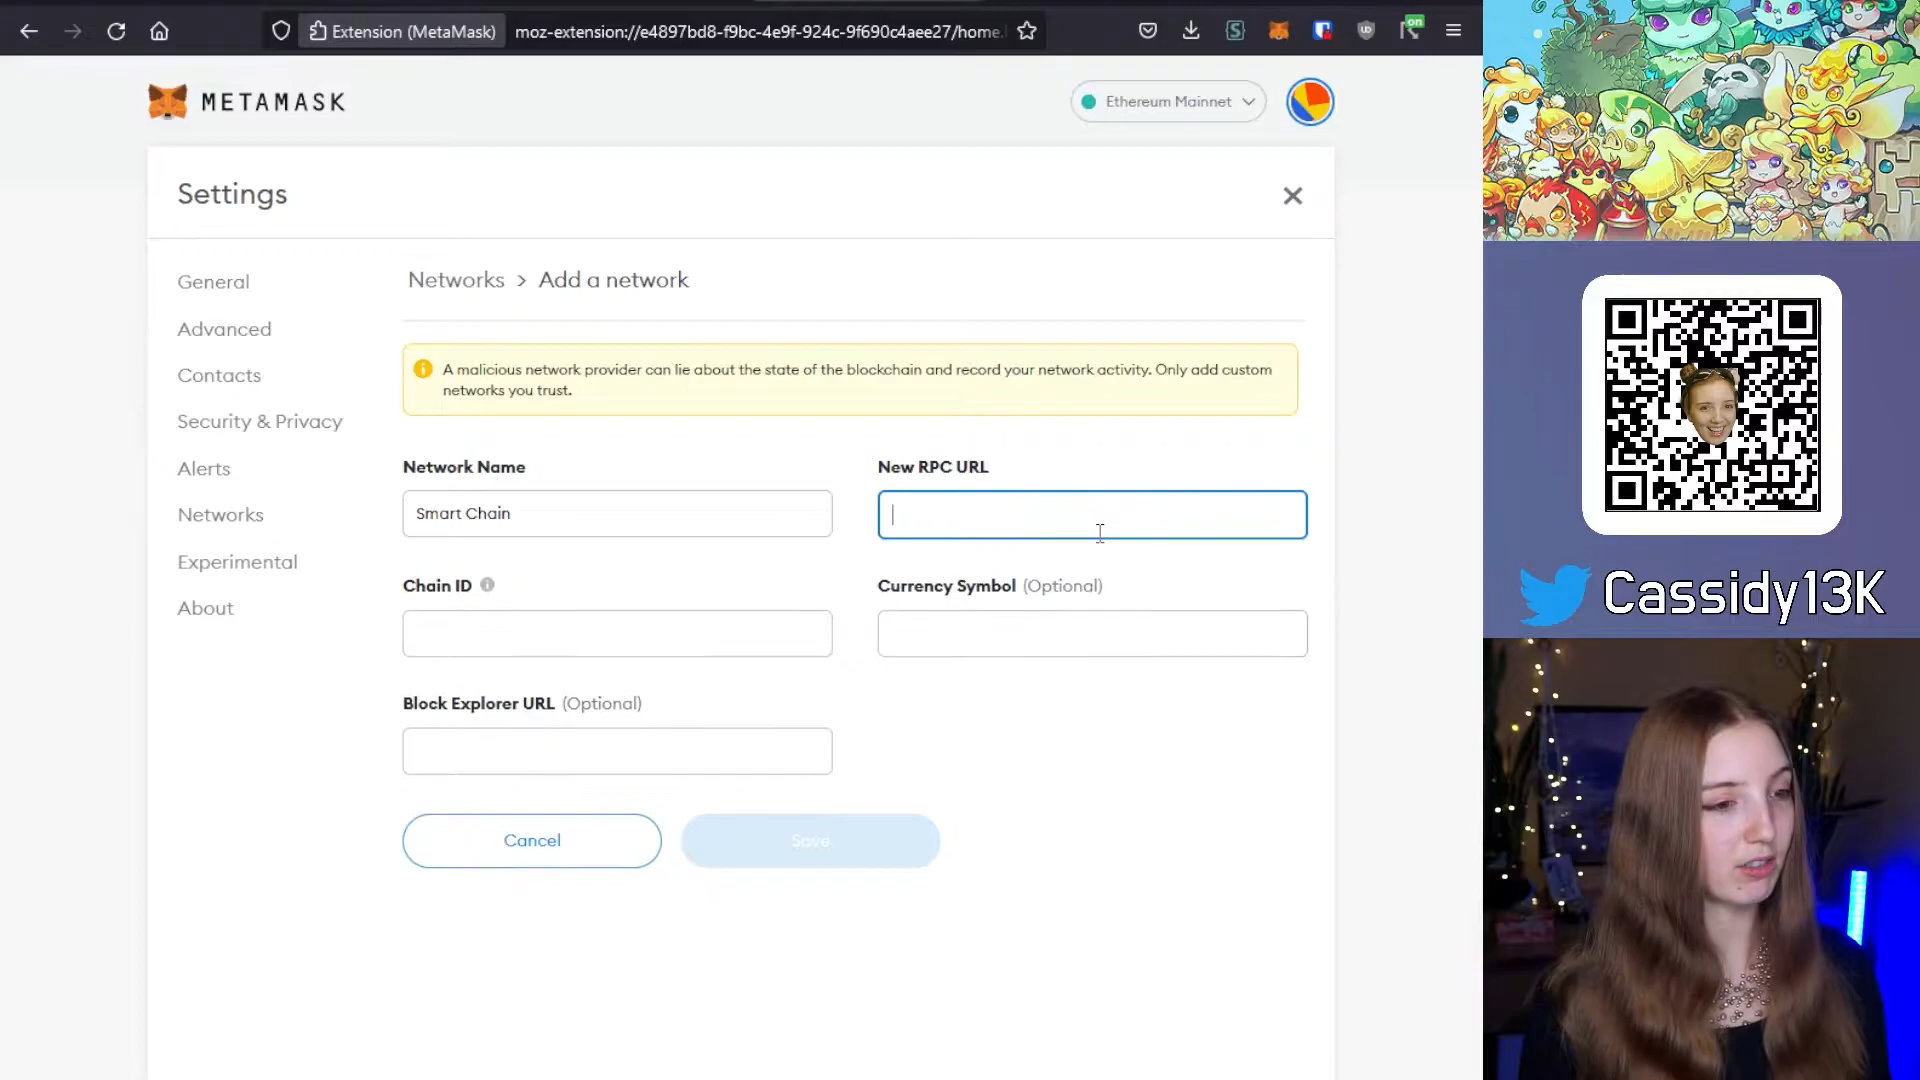 Extension (MetaMask)
moz-extension://e4897bd8-f9bc-4e9f-924c-9f690c4aee27/home.
on
METAMASK
Ethereum Mainnet
Settings
General
Advanced
Contacts
Security & Privacy
Alerts
Networks
Experimental
About
Networks > Add a network
A malicious network provider can lie about the state of the blockchain and record your network activity. Only add custom
networks you trust.
Network Name
Smart Chain
New RPC URL
Chain ID
Currency Symbol (Optional)
Block Explorer URL (Optional)
Cancel
Save
Cassidy13K